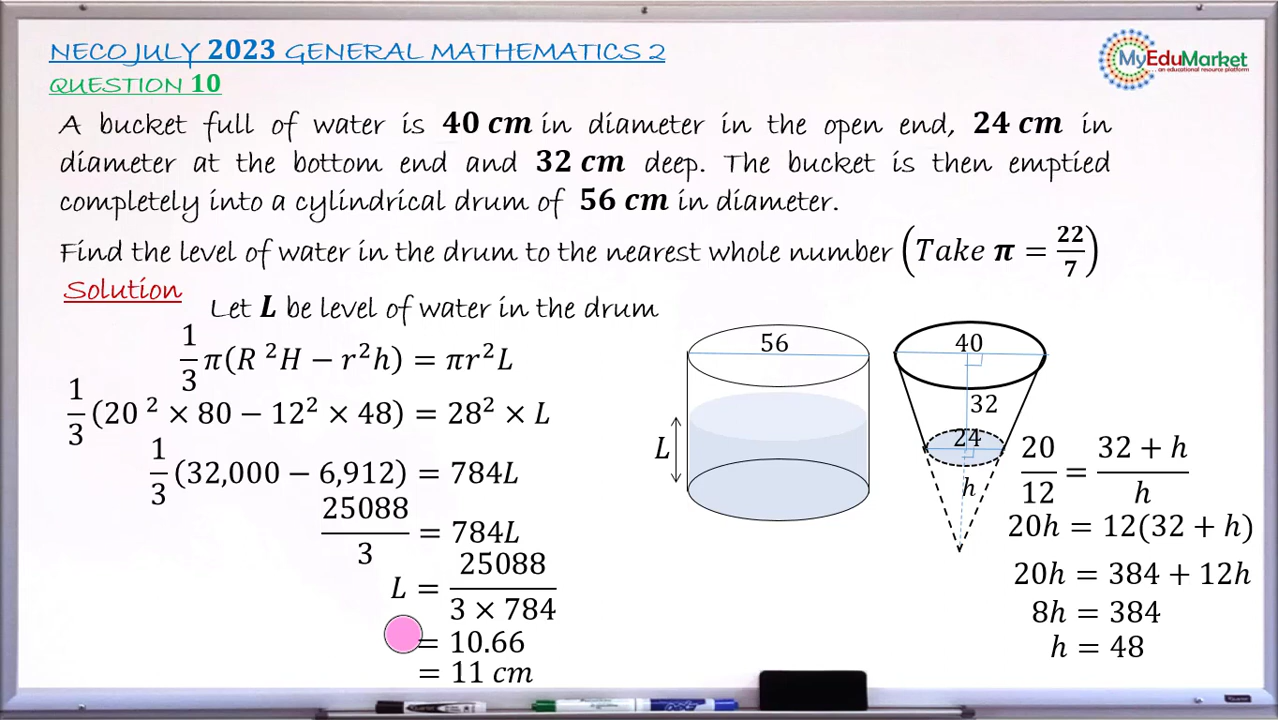 NECO JULY 2023 GENERAL MATHEMATICS 2
QUESTION 10
MyEduMarket
...an educational resource platform
A bucket full of water is 40 cm in diameter in the open end, 24 cm in
diameter at the bottom end and 32 cm deep. The bucket is then emptied
completely into a cylindrical drum of 56 cm in diameter.
Find the level of water in the drum to the nearest whole number (Take π = 22/7)
Solution
Let L be level of water in the drum
1/3 π(R ²H − r²h) = πr²L
1/3 (20 ² × 80 − 12² × 48) = 28² × L
1/3 (32,000 − 6,912) = 784L
25088/3 = 784L
L = 25088/(3 × 784)
= 10.66
= 11 cm
56
L
40
32
24
h
20/12 = (32 + h)/h
20h = 12(32 + h)
20h = 384 + 12h
8h = 384
h = 48